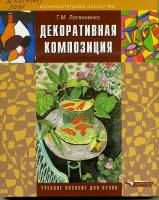 ИЗОБРАЗИТЕЛЬНОЕ ИСКУССТВО
Г.М. Логвиненко
ДЕКОРАТИВНАЯ
КОМПОЗИЦИЯ
УЧЕБНОЕ ПОСОБИЕ ДЛЯ ВУЗОВ